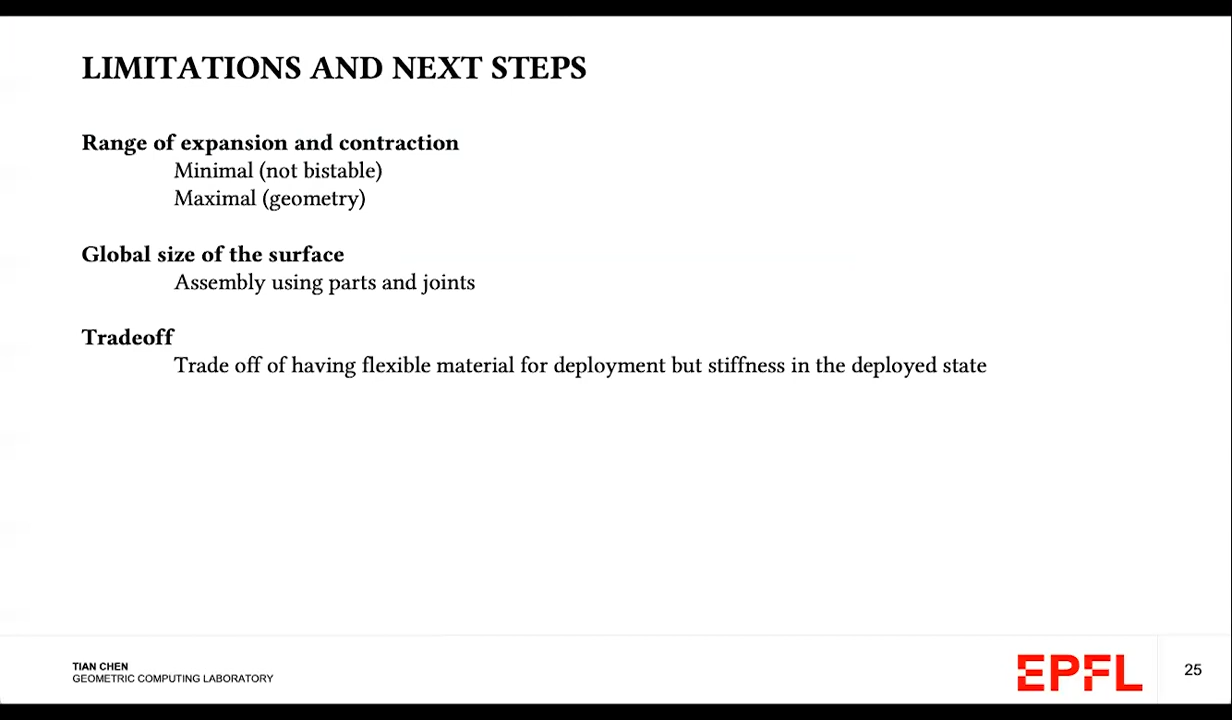 LIMITATIONS AND NEXT STEPS
Range of expansion and contraction
Minimal (not bistable)
Maximal (geometry)
Global size of the surface
Assembly using parts and joints
Tradeoff
Trade off of having flexible material for deployment but stiffness in the deployed state
TIAN CHEN
GEOMETRIC COMPUTING LABORATORY
EPFL
25